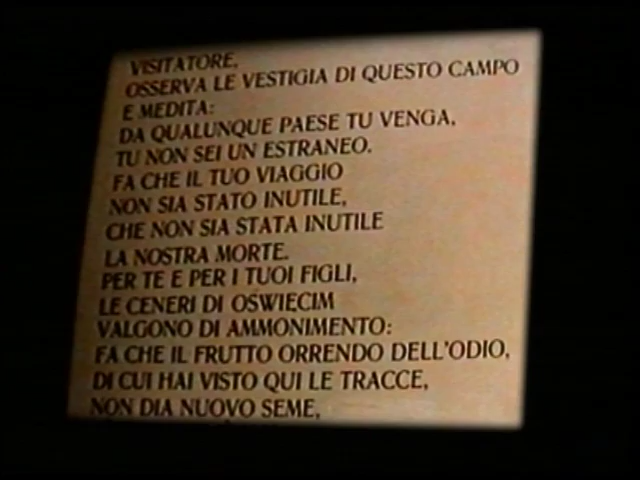 VISITATORE,
OSSERVA LE VESTIGIA DI QUESTO CAMPO
E MEDITA:
DA QUALUNQUE PAESE TU VENGA,
TU NON SEI UN ESTRANEO.
FA CHE IL TUO VIAGGIO
NON SIA STATO INUTILE,
CHE NON SIA STATA INUTILE
LA NOSTRA MORTE.
PER TE E PER I TUOI FIGLI,
LE CENERI DI OŚWIĘCIM
VALGONO DI AMMONIMENTO:
FA CHE IL FRUTTO ORRENDO DELL'ODIO,
DI CUI HAI VISTO QUI LE TRACCE,
NON DIA NUOVO SEME,